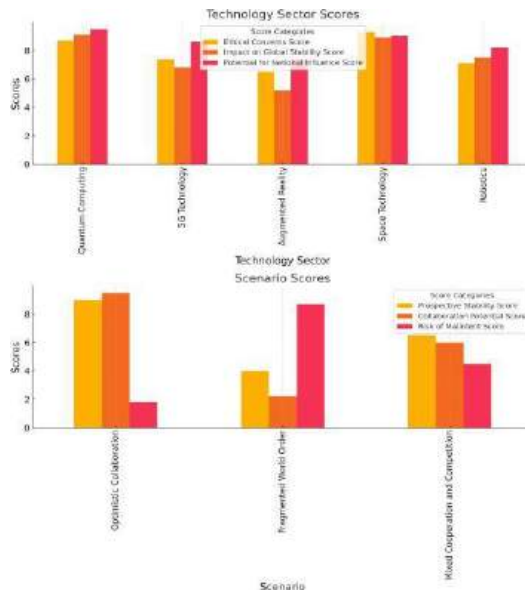 Technology Sector Scores
Score Categories
Ethical Concerns Score
Impact on Global Stability Score
Potential for National Influence Score
Scores
8
6
4
2
0
Quantum Computing
5G Technology
Augmented Reality
Space Technology
Robotics
Technology Sector
Scenario Scores
Score Categories
Prospective Stability Score
Collaboration Potential Score
Risk of Malintent Score
Scores
8
6
4
2
0
Optimistic Collaboration
Fragmented World Order
Mixed Cooperation and Competition
Scenario